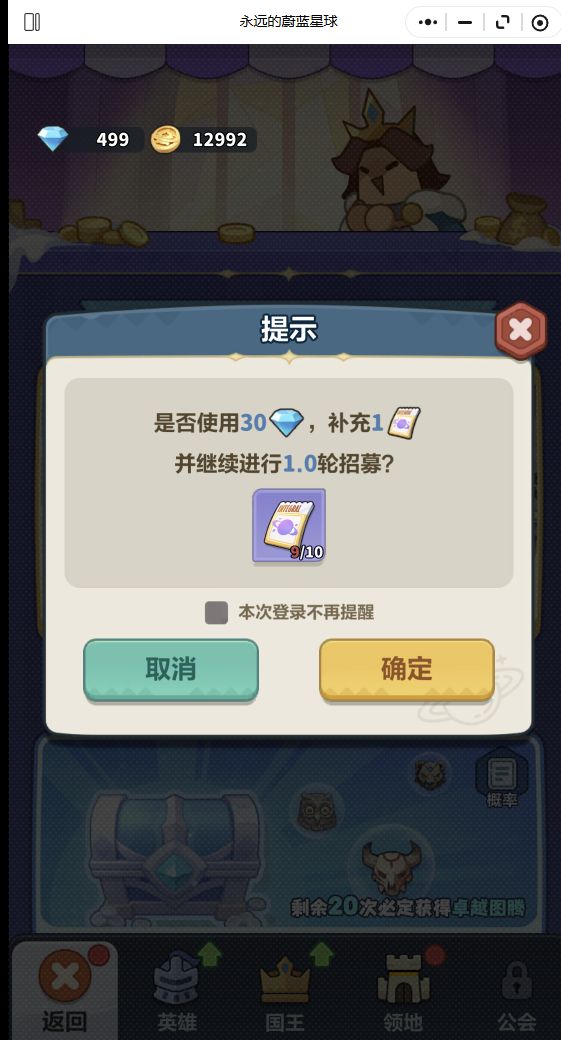 永远的蔚蓝星球
499
12992
提示
是否使用30，补充1
并继续进行1.0轮招募？
INTEGRAL
9/10
本次登录不再提醒
取消
确定
概率
剩余20次必定获得卓越图腾
返回
英雄
国王
领地
公会